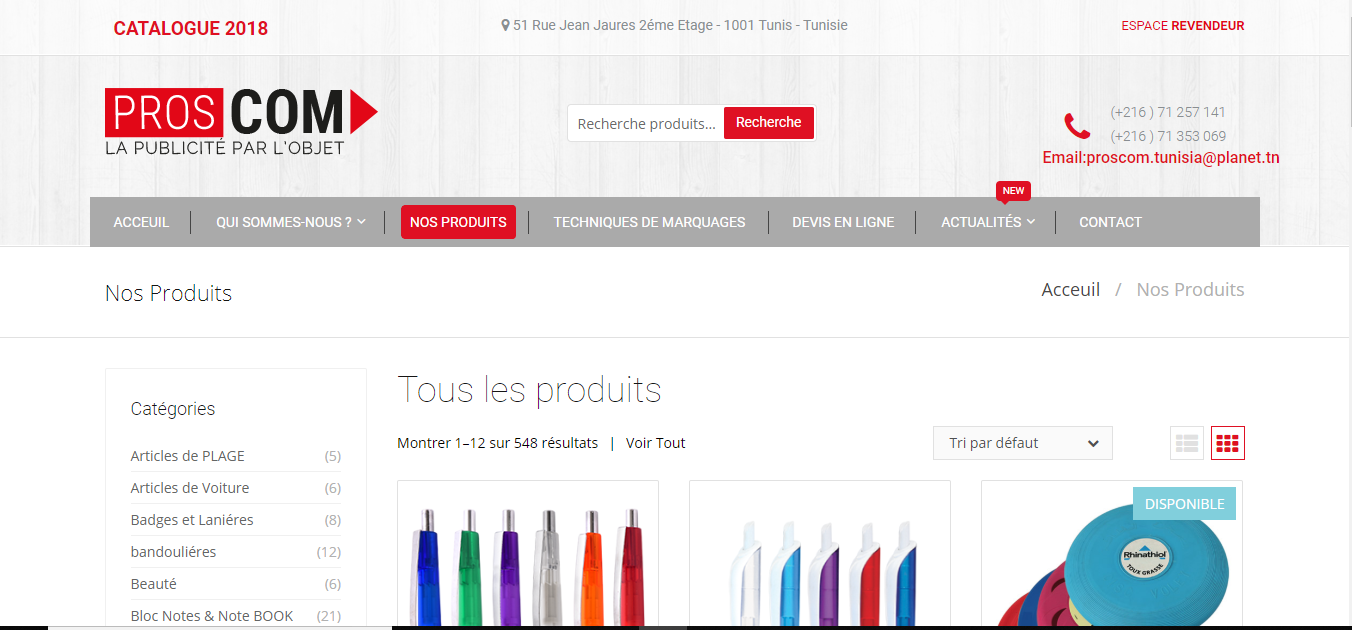 CATALOGUE 2018
51 Rue Jean Jaures 2éme Etage - 1001 Tunis - Tunisie
ESPACE REVENDEUR
PROSCOM
LA PUBLICITÉ PAR L'OBJET
Recherche produits... Recherche
(+216 ) 71 257 141
(+216 ) 71 353 069
Email:proscom.tunisia@planet.tn
NEW
ACCEUIL QUI SOMMES-NOUS ? NOS PRODUITS TECHNIQUES DE MARQUAGES DEVIS EN LIGNE ACTUALITÉS CONTACT
Nos Produits
Acceuil / Nos Produits
Catégories
Articles de PLAGE (5)
Articles de Voiture (6)
Badges et Laniéres (8)
bandouliéres (12)
Beauté (6)
Bloc Notes & Note BOOK (21)
Tous les produits
Montrer 1–12 sur 548 résultats | Voir Tout
Tri par défaut
DISPONIBLE
Rhinathiol
TOUX GRASSE